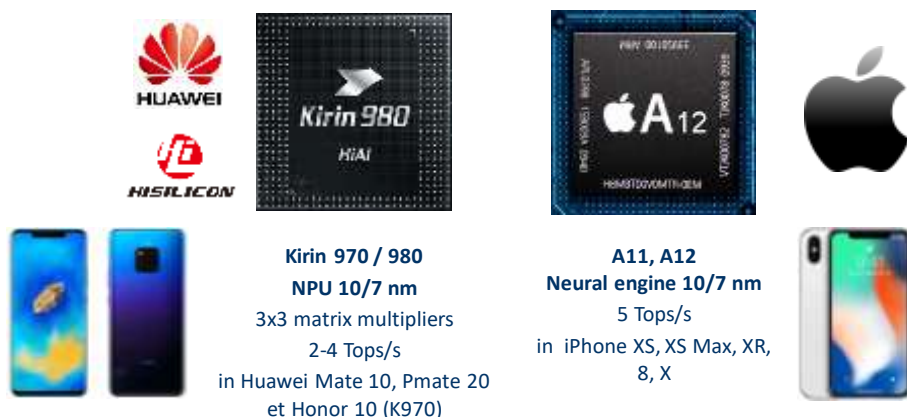 HUAWEI
HISILICON
Kirin 980
HiAI
A12
Kirin 970 / 980
NPU 10/7 nm
3x3 matrix multipliers
2-4 Tops/s
in Huawei Mate 10, Pmate 20
et Honor 10 (K970)
A11, A12
Neural engine 10/7 nm
5 Tops/s
in iPhone XS, XS Max, XR,
8, X